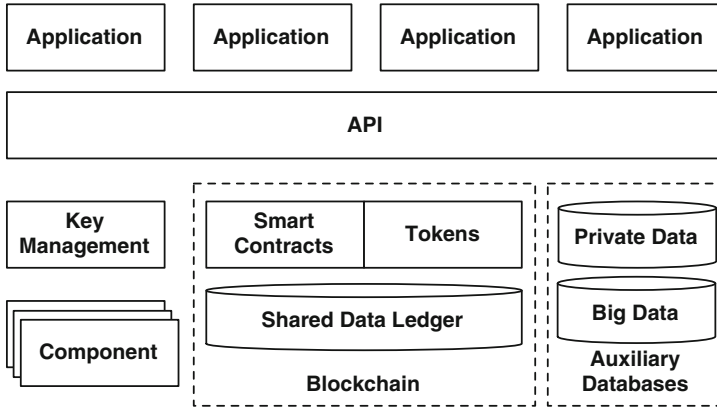 Application
Application
Application
Application
API
Key
Management
Smart
Contracts
Tokens
Private Data
Shared Data Ledger
Big Data
Component
Blockchain
Auxiliary
Databases